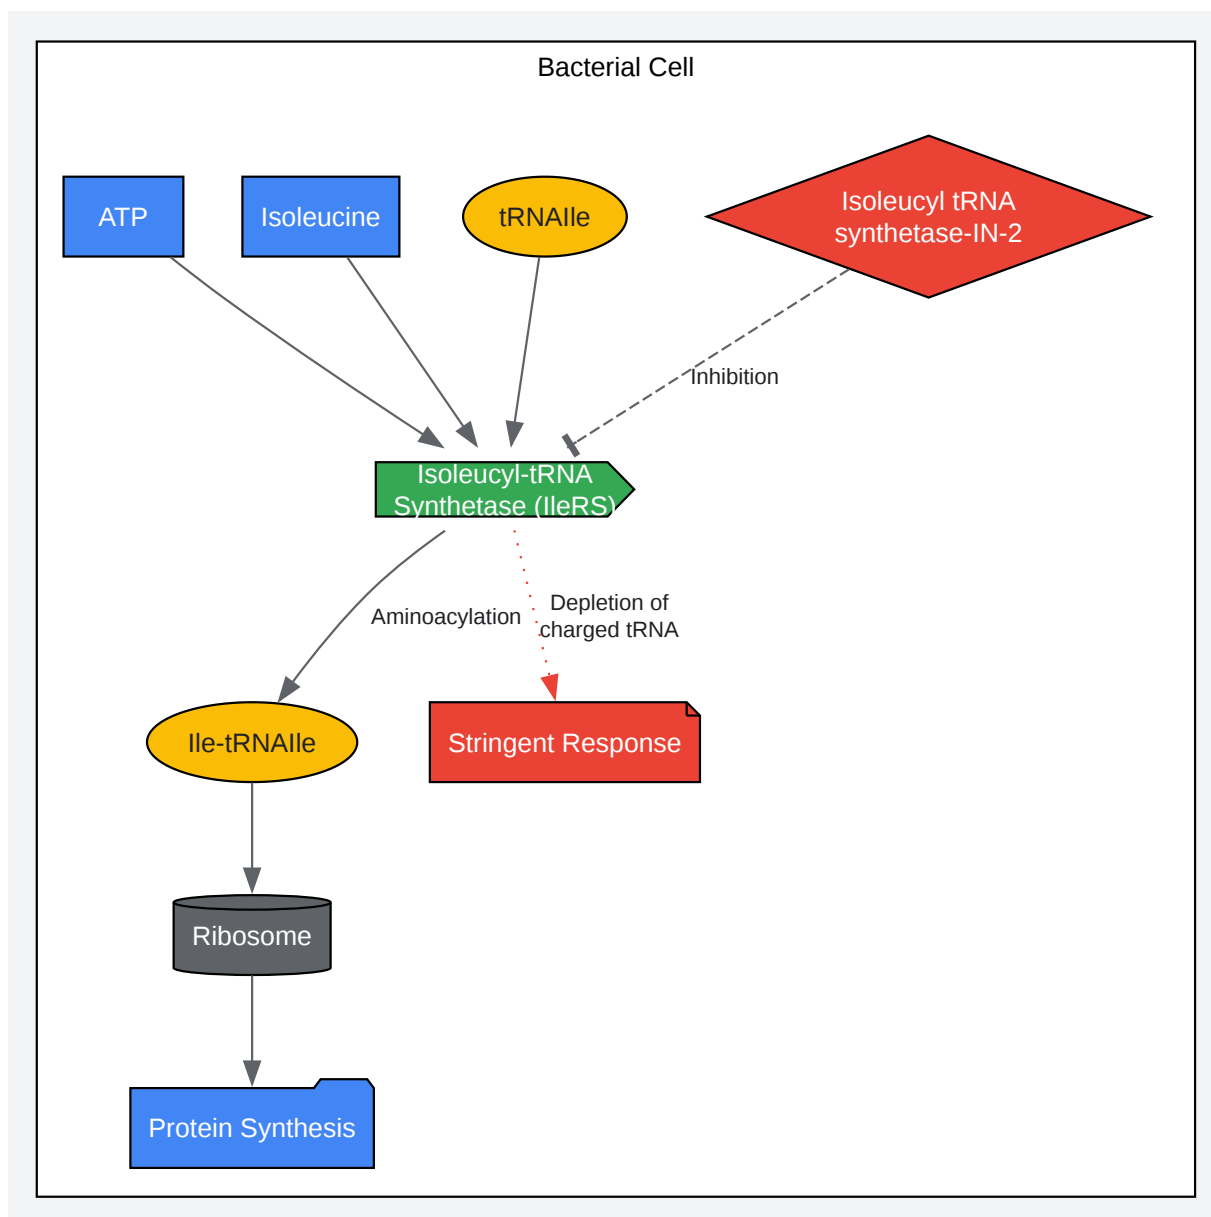 Bacterial Cell
ATP
Isoleucine
tRNAIle
Isoleucyl tRNA
synthetase-IN-2
Inhibition
Isoleucyl-tRNA
Synthetase (IleRS)
Aminoacylation
Depletion of
charged tRNA
Ile-tRNAIle
Stringent Response
Ribosome
Protein Synthesis